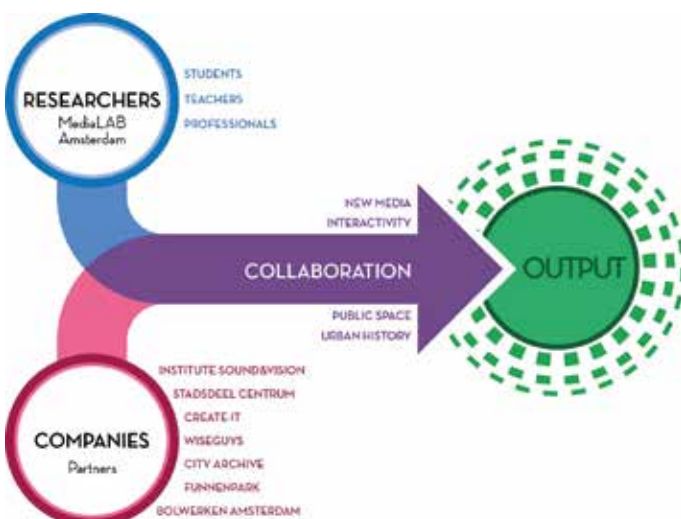 RESEARCHERS
MediaLAB
Amsterdam
STUDENTS
TEACHERS
PROFESSIONALS
NEW MEDIA
INTERACTIVITY
COLLABORATION
OUTPUT
PUBLIC SPACE
URBAN HISTORY
COMPANIES
Partners
INSTITUTE SOUND&VISION
STADSDEEL CENTRUM
CREATE-IT
WISEGUYS
CITY ARCHIVE
FUNNENPARK
BOLWERKEN AMSTERDAM